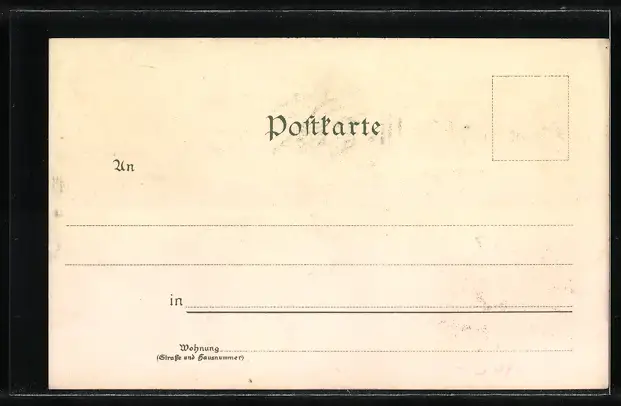 Postkarte
An
in
Wohnung
(Straße und Hausnummer)